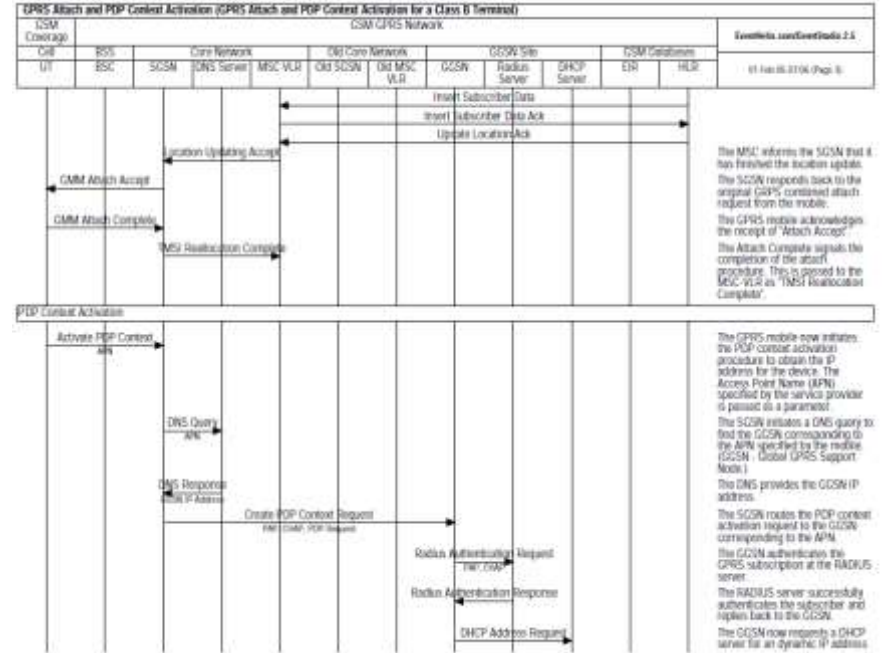 GPRS Attach and PDP Context Activation (GPRS Attach and PDP Context Activation for a Class B Terminal)
GSM Coverage
GSM GPRS Network
EventHelix.com/EventStudio 2.5
Cell
BSS
Core Network
Old Core Network
GGSN Site
GSM Databases
UT
BSC
SGSN
DNS Server
MSC VLR
Old SGSN
Old MSC VLR
GGSN
Radius Server
DHCP Server
EIR
HLR
Insert Subscriber Data
Insert Subscriber Data Ack
Update Location Ack
Location Updating Accept
The MSC informs the SGSN that it
has finished the location update.
GMM Attach Accept
The SGSN responds back to the
original GRPS combined attach
request from the mobile.
GMM Attach Complete
The GPRS mobile acknowledges
the receipt of "Attach Accept".
TMSI Reallocation Complete
The Attach Complete signals the
completion of the attach
procedure. This is passed to the
MSC-VLR as "TMSI Reallocation
Complete".
PDP Context Activation
Activate PDP Context
APN
The GPRS mobile now initiates
the PDP context activation
procedure to obtain the IP
address for the device. The
Access Point Name (APN)
specified by the service provider
is passed as a parameter.
DNS Query
APN
The SGSN initiates a DNS query to
find the GGSN corresponding to
the APN specified by the mobile.
(GGSN - Global GPRS Support
Node.)
DNS Response
GGSN IP Address
The DNS provides the GGSN IP
address.
Create PDP Context Request
PAP, CHAP, PDP Request
The SGSN routes the PDP context
activation request to the GGSN
corresponding to the APN.
Radius Authentication Request
PAP, CHAP
The GGSN authenticates the
GPRS subscription at the RADIUS
server.
Radius Authentication Response
The RADIUS server successfully
authenticates the subscriber and
replies back to the GGSN.
DHCP Address Request
The GGSN now requests a DHCP
server for an dynamic IP address